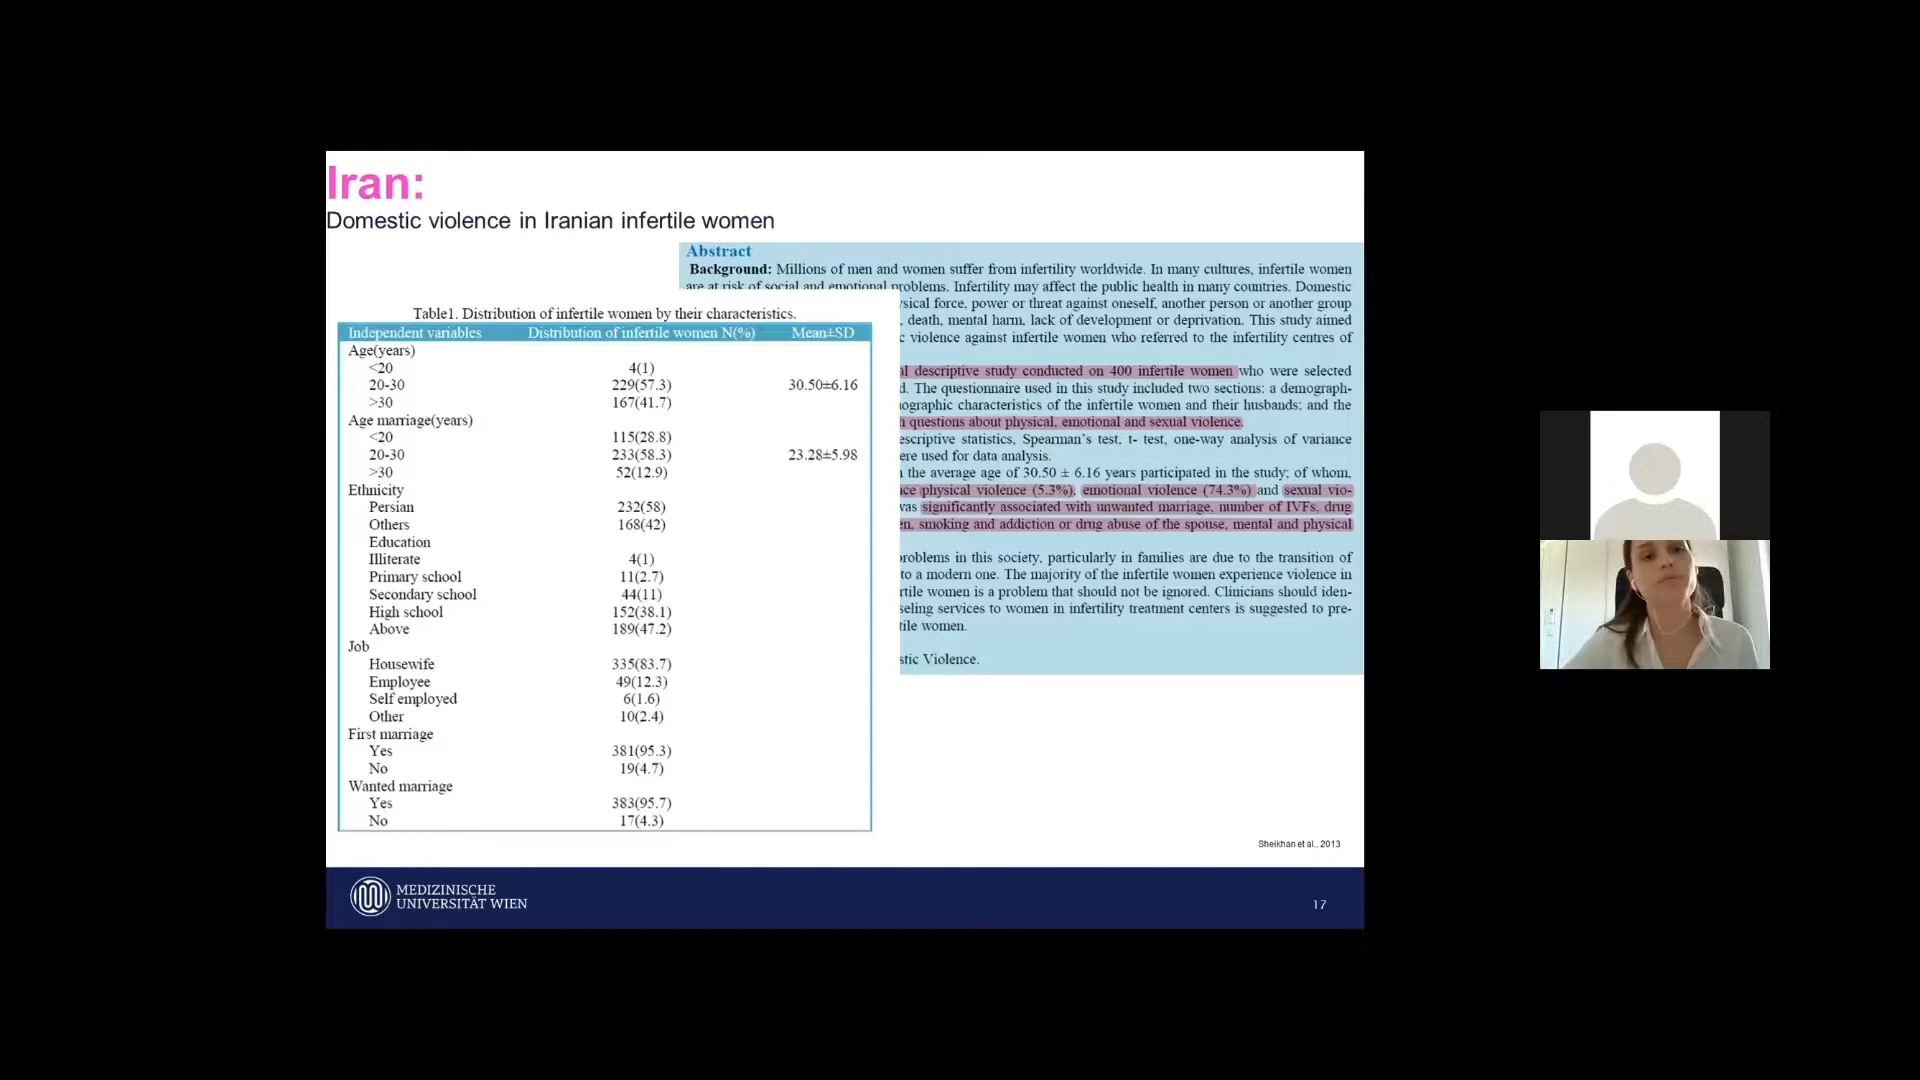 Iran:
Domestic violence in Iranian infertile women
Abstract
Background: Millions of men and women suffer from infertility worldwide. In many cultures, infertile women
are at risk of social and emotional problems. Infertility may affect the public health in many countries. Domestic
physical force, power or threat against oneself, another person or another group
, death, mental harm, lack of development or deprivation. This study aimed
violence against infertile women who referred to the infertility centres of
descriptive study conducted on 400 infertile women who were selected
d. The questionnaire used in this study included two sections: a demograph-
characteristics of the infertile women and their husbands; and the
questions about physical, emotional and sexual violence.
descriptive statistics, Spearman's test, t- test, one-way analysis of variance
were used for data analysis.
the average age of 30.50 ± 6.16 years participated in the study; of whom,
physical violence (5.3%), emotional violence (74.3%) and sexual vio-
was significantly associated with unwanted marriage, number of IVFs, drug
en, smoking and addiction or drug abuse of the spouse, mental and physical
problems in this society, particularly in families are due to the transition of
to a modern one. The majority of the infertile women experience violence in
rtile women is a problem that should not be ignored. Clinicians should iden-
seling services to women in infertility treatment centers is suggested to pre-
tile women.
stic Violence.
Table1. Distribution of infertile women by their characteristics.
Independent variables Distribution of infertile women N(%) Mean±SD
Age(years)
<20 4(1)
20-30 229(57.3) 30.50±6.16
>30 167(41.7)
Age marriage(years)
<20 115(28.8)
20-30 233(58.3) 23.28±5.98
>30 52(12.9)
Ethnicity
Persian 232(58)
Others 168(42)
Education
Illiterate 4(1)
Primary school 11(2.7)
Secondary school 44(11)
High school 152(38.1)
Above 189(47.2)
Job
Housewife 335(83.7)
Employee 49(12.3)
Self employed 6(1.6)
Other 10(2.4)
First marriage
Yes 381(95.3)
No 19(4.7)
Wanted marriage
Yes 383(95.7)
No 17(4.3)
Sheikhan et al., 2013
MEDIZINISCHE
UNIVERSITÄT WIEN
17